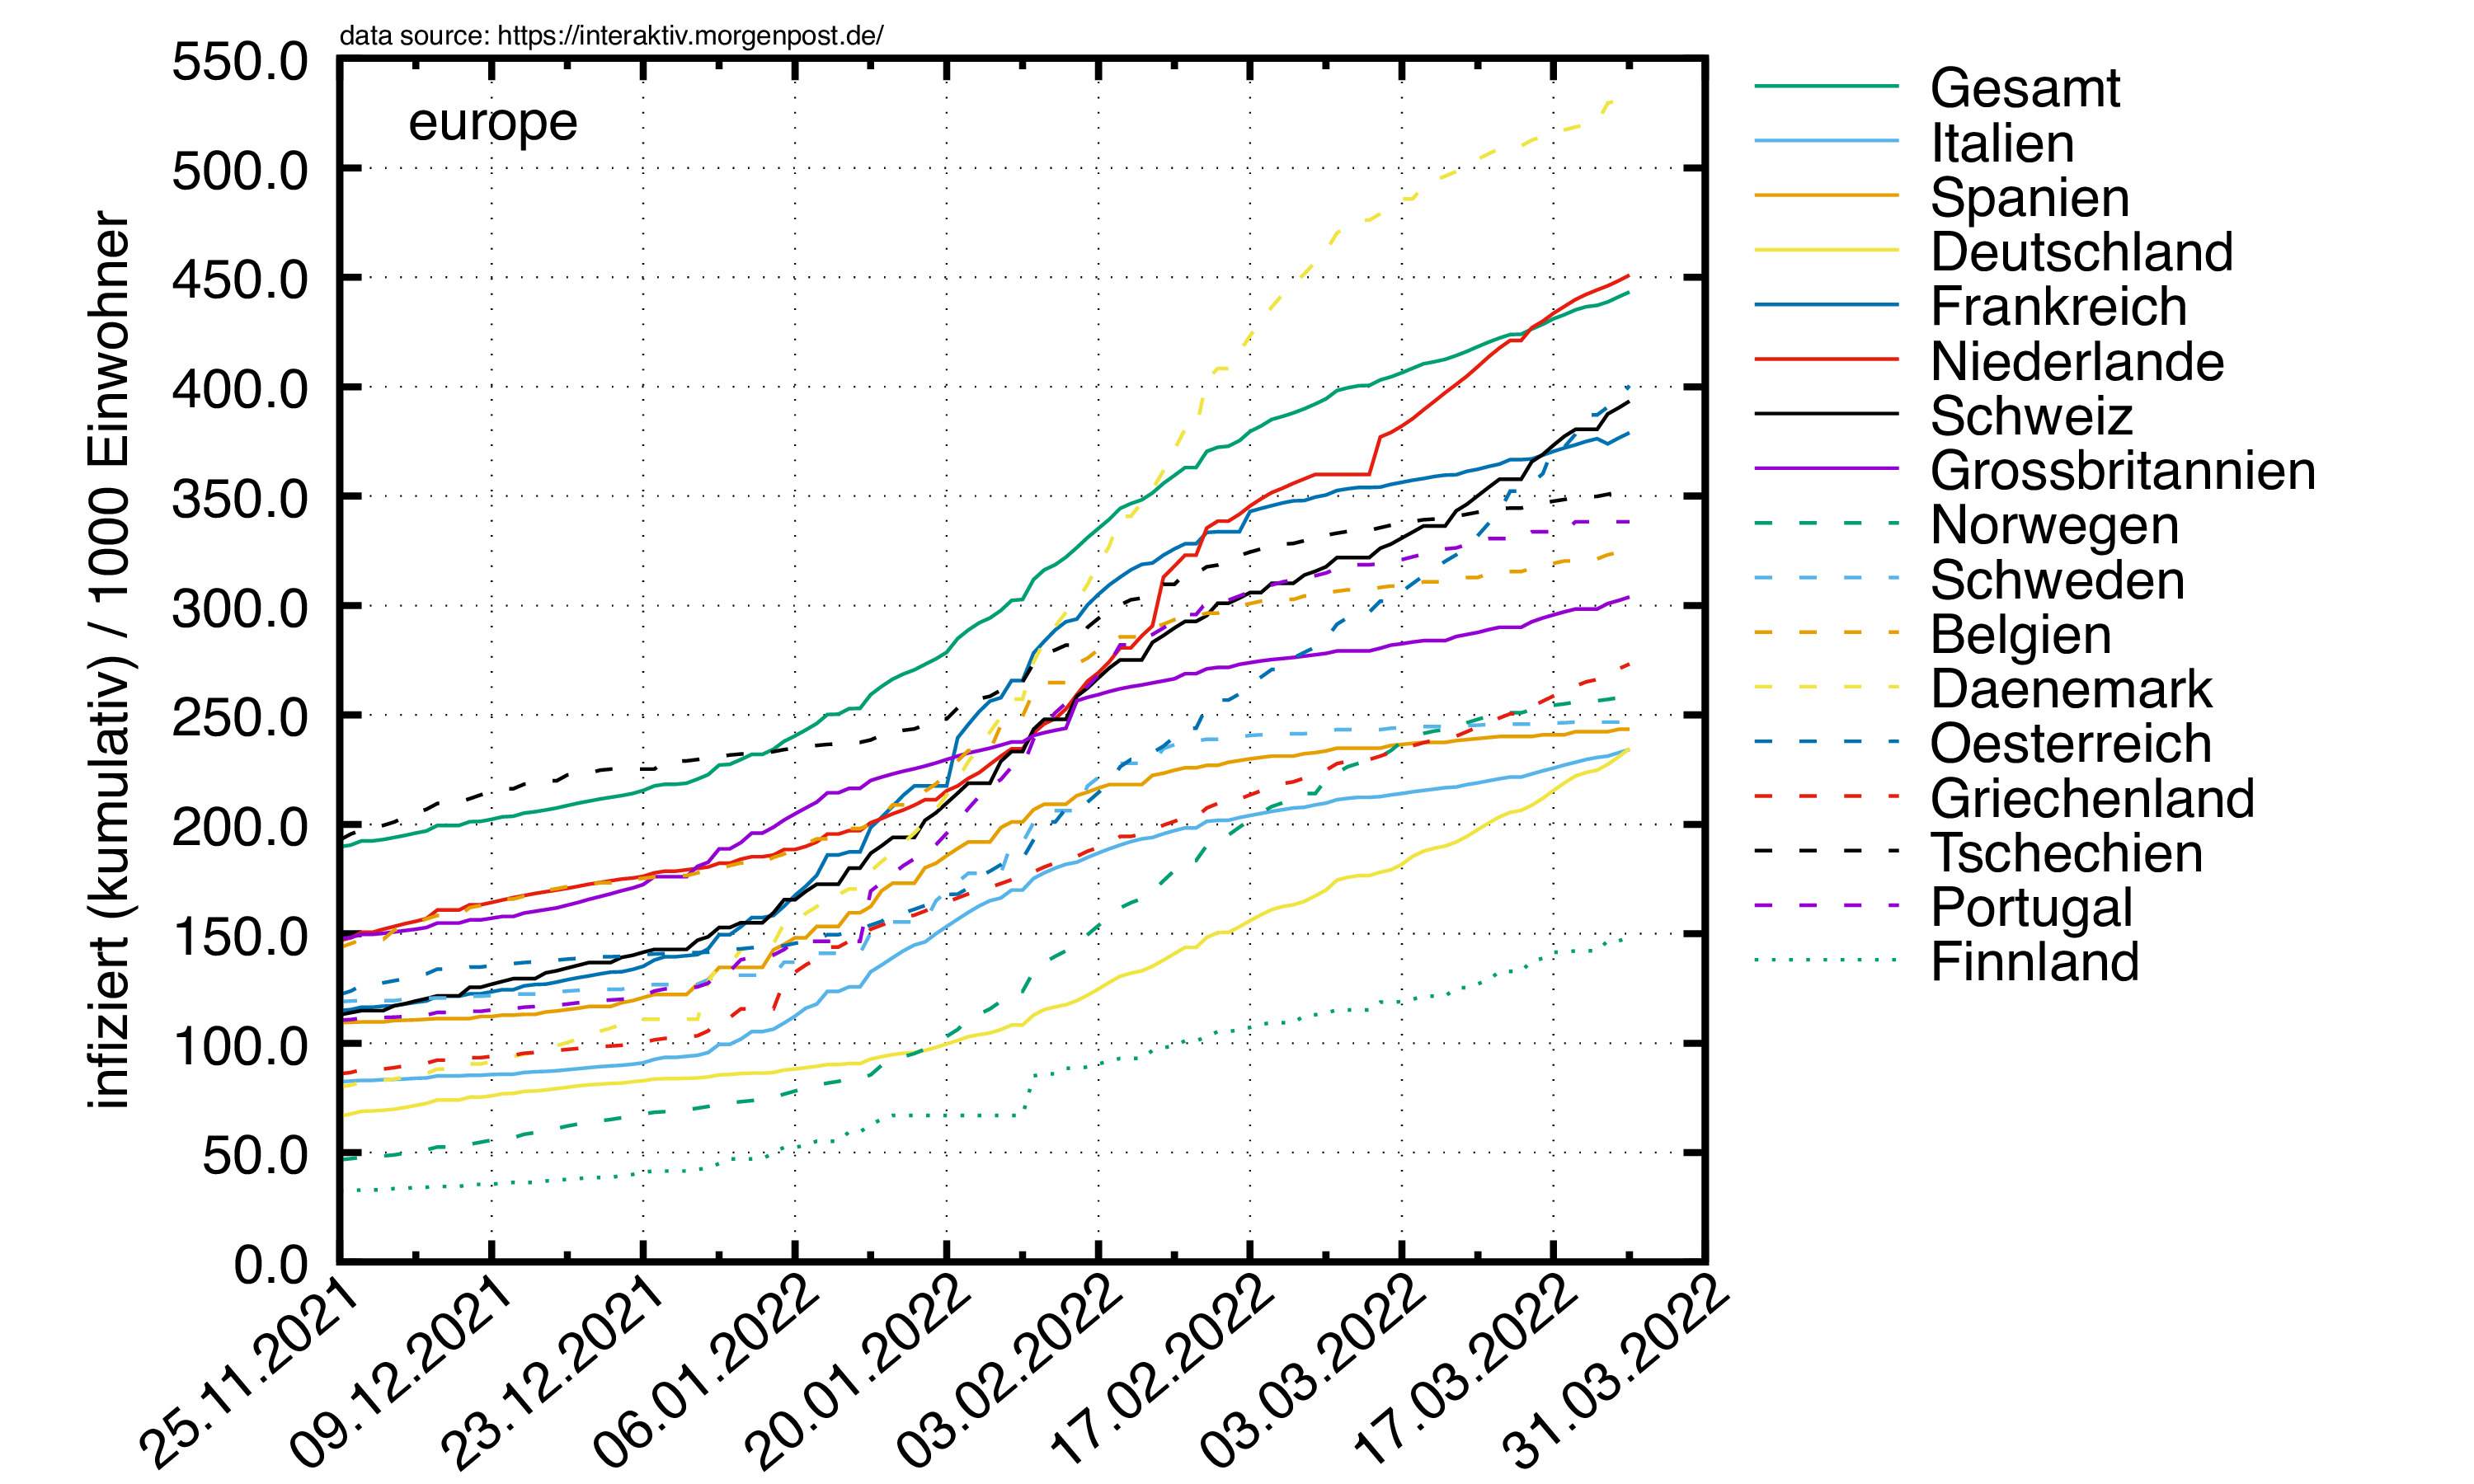 data source: https://interaktiv.morgenpost.de/
europe
infiziert (kumulativ) / 1000 Einwohner
550.0
500.0
450.0
400.0
350.0
300.0
250.0
200.0
150.0
100.0
50.0
0.0
25.11.2021
09.12.2021
23.12.2021
06.01.2022
20.01.2022
03.02.2022
17.02.2022
03.03.2022
17.03.2022
31.03.2022
Gesamt
Italien
Spanien
Deutschland
Frankreich
Niederlande
Schweiz
Grossbritannien
Norwegen
Schweden
Belgien
Daenemark
Oesterreich
Griechenland
Tschechien
Portugal
Finnland